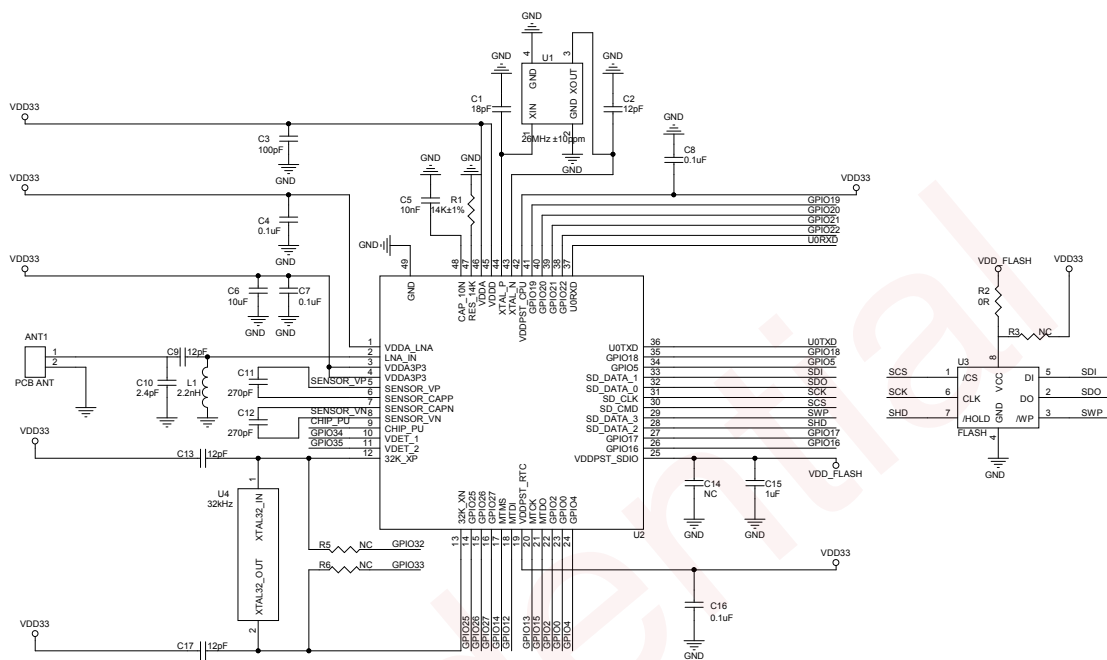 GND
GND
U1
GND
4
3
GND
XOUT
XIN
GND
1
2
26MHz ±10ppm
GND
C1
18pF
C2
12pF
VDD33
C3
100pF
GND
GND
C8
0.1uF
VDD33
VDD33
C4
0.1uF
GND
GND
C5
10nF
GND
R1
14K±1%
GPIO19
GPIO20
GPIO21
GPIO22
U0RXD
VDD33
C6
10uF
GND
C7
0.1uF
GND
GND
49
48
47
46
45
44
43
42
41
40
39
38
37
GND
CAP_10N
RES_14K
VDDA
VDDD
XTAL_P
XTAL_N
VDDPST_CPU
GPIO19
GPIO20
GPIO21
GPIO22
U0RXD
ANT1
1
2
PCB ANT
C9
12pF
C10
2.4pF
L1
2.2nH
C11
270pF
C12
270pF
SENSOR_VP
SENSOR_VN
CHIP_PU
GPIO34
GPIO35
1 VDDA_LNA
2 LNA_IN
3 VDDA3P3
4 VDDA3P3
5 SENSOR_VP
6 SENSOR_CAPP
7 SENSOR_CAPN
8 SENSOR_VN
9 CHIP_PU
10 VDET_1
11 VDET_2
12 32K_XP
U0TXD 36 U0TXD
GPIO18 35 GPIO18
GPIO5 34 GPIO5
SD_DATA_1 33 SDI
SD_DATA_0 32 SDO
SD_CLK 31 SCK
SD_CMD 30 SCS
SD_DATA_3 29 SWP
SD_DATA_2 28 SHD
GPIO17 27 GPIO17
GPIO16 26 GPIO16
VDDPST_SDIO 25
VDD_FLASH
C14
NC
GND
C15
1uF
GND
VDD_FLASH
VDD33
R2
0R
R3
NC
U3
8
SCS 1 /CS
SCK 6 CLK
SHD 7 /HOLD
VCC
GND
DI 5 SDI
DO 2 SDO
/WP 3 SWP
FLASH
4
GND
VDD33
C13
12pF
U4
32kHz
1
XTAL32_IN
XTAL32_OUT
2
R5
NC
GPIO32
R6
NC
GPIO33
VDD33
C17
12pF
32K_XN
GPIO25
GPIO26
GPIO27
MTMS
MTDI
VDDPST_RTC
MTCK
MTDO
GPIO2
GPIO0
GPIO4
U2
13
14
15
16
17
18
19
20
21
22
23
24
GPIO25
GPIO26
GPIO27
GPIO14
GPIO12
GPIO13
GPIO15
GPIO2
GPIO0
GPIO4
VDD33
C16
0.1uF
GND